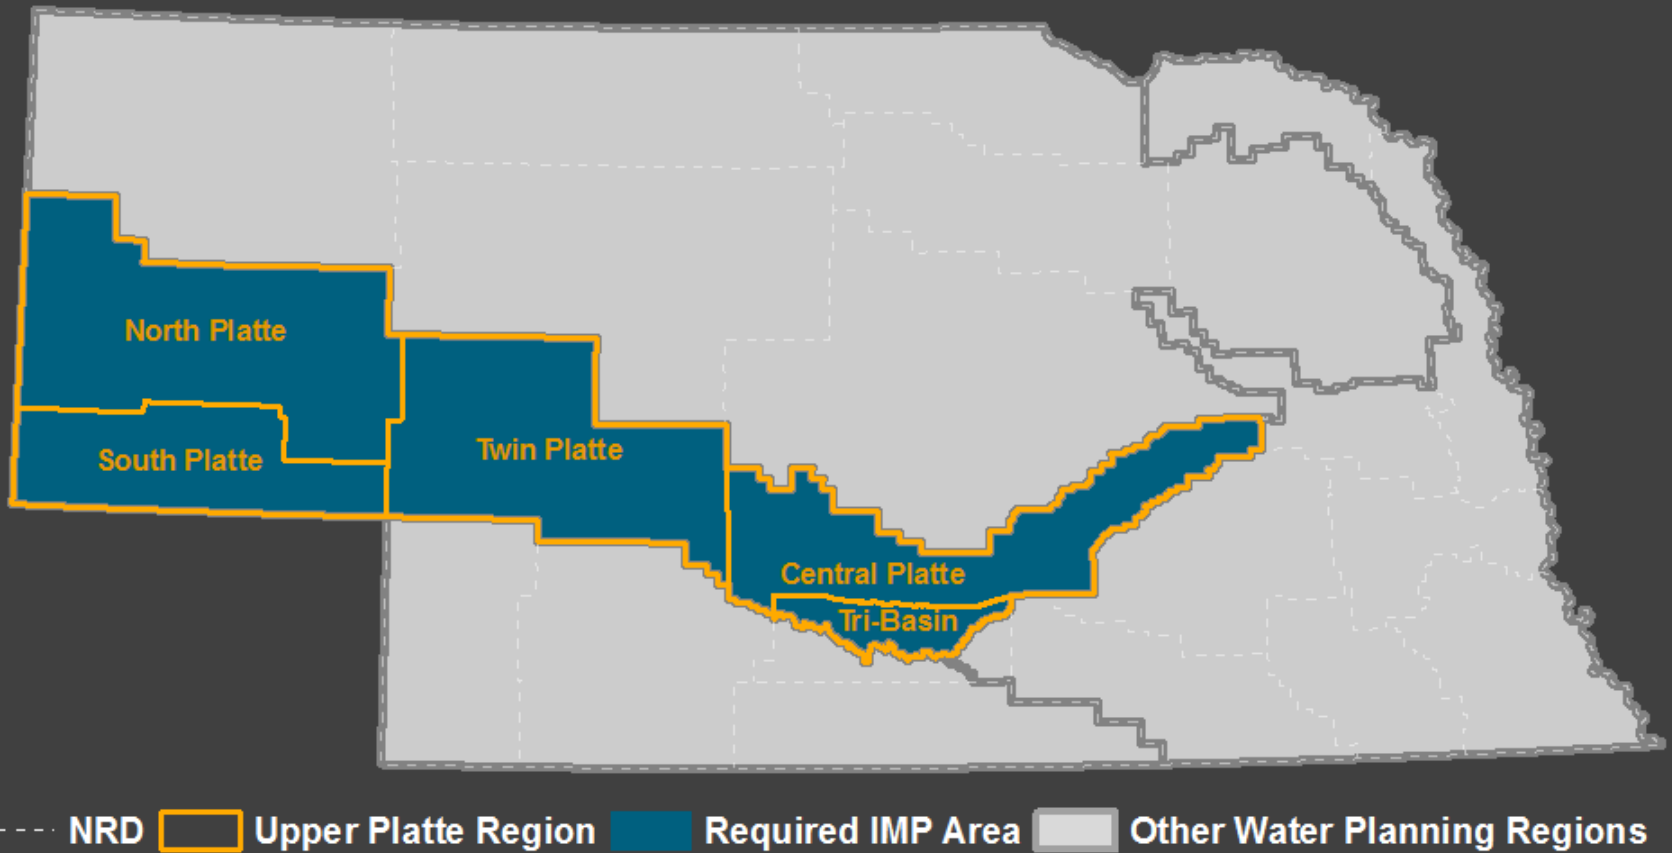 North Platte
South Platte
Twin Platte
Central Platte
Tri-Basin
NRD Upper Platte Region Required IMP Area Other Water Planning Regions